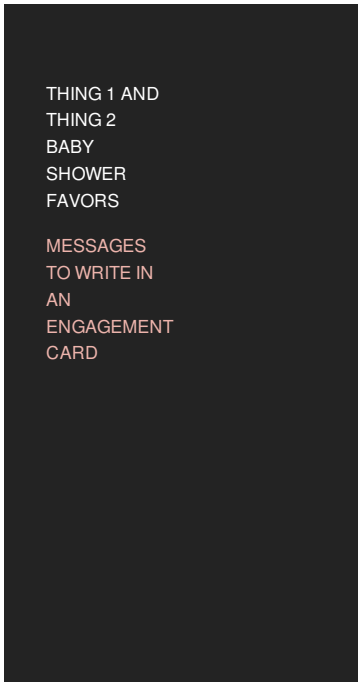 THING 1 AND
THING 2
BABY
SHOWER
FAVORS
MESSAGES
TO WRITE IN
AN
ENGAGEMENT
CARD